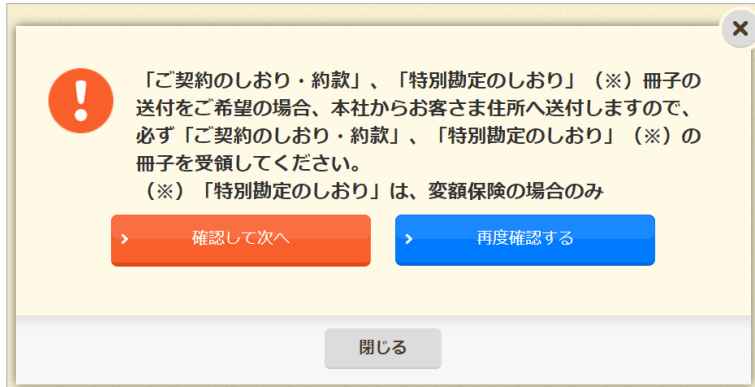 「ご契約のしおり・約款」、「特別勘定のしおり」（※）冊子の
送付をご希望の場合、本社からお客さま住所へ送付しますので、
必ず「ご契約のしおり・約款」、「特別勘定のしおり」（※）の
冊子を受領してください。
（※）「特別勘定のしおり」は、変額保険の場合のみ
確認して次へ
再度確認する
閉じる